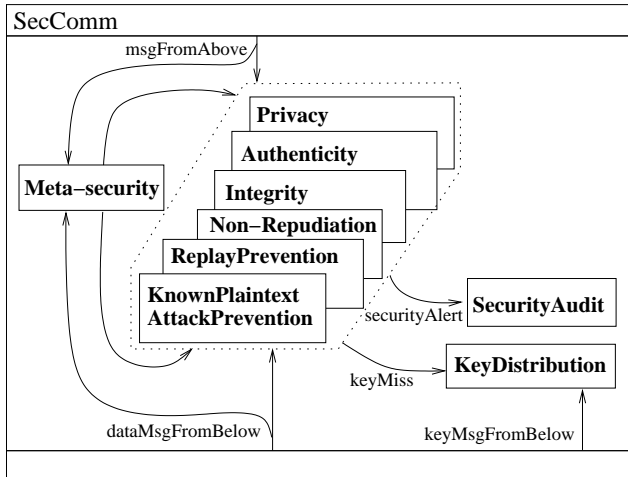 SecComm
msgFromAbove
Privacy
Authenticity
Meta-security
Integrity
Non-Repudiation
ReplayPrevention
KnownPlaintext
AttackPrevention
securityAlert
SecurityAudit
keyMiss
KeyDistribution
dataMsgFromBelow
keyMsgFromBelow